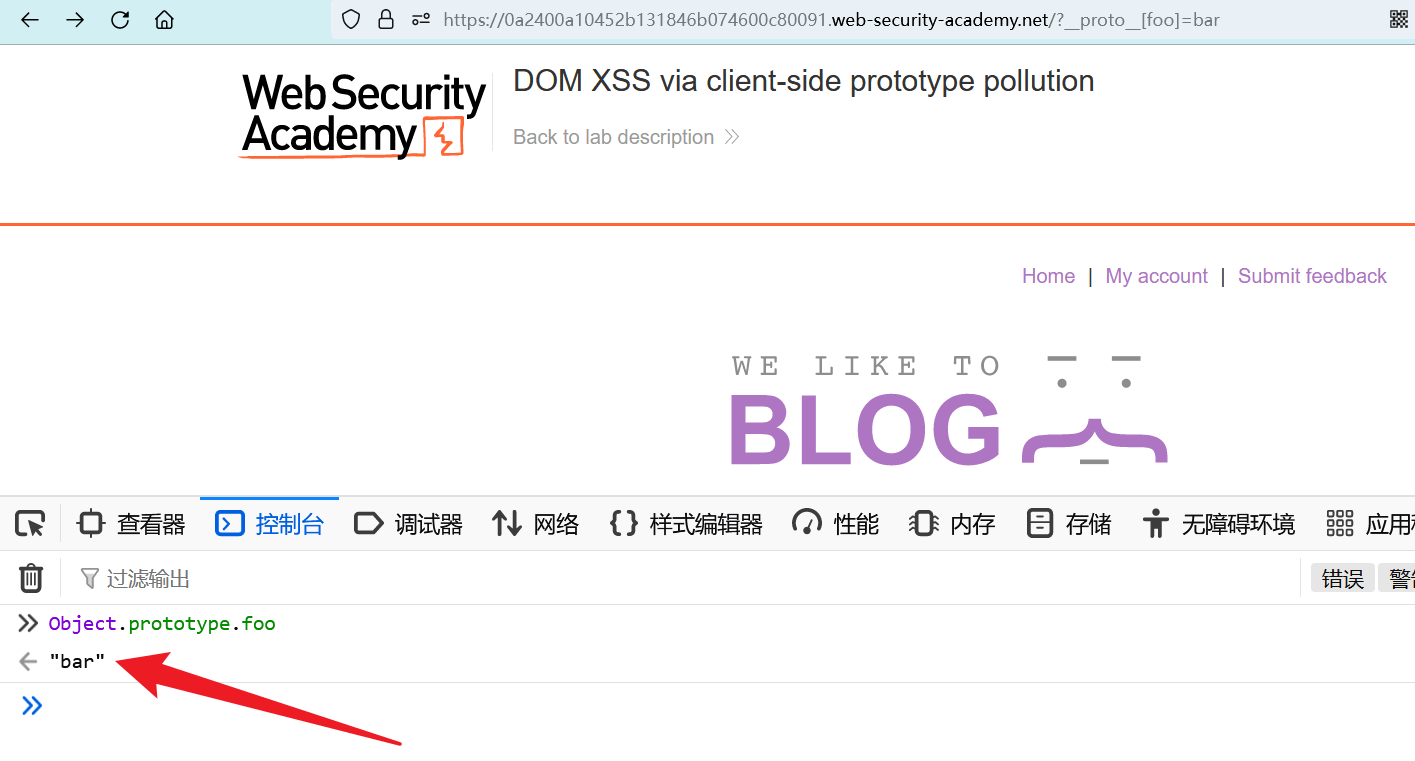 https://0a2400a10452b131846b074600c80091.web-security-academy.net/?__proto__[foo]=bar
Web Security
Academy
DOM XSS via client-side prototype pollution
Back to lab description
Home | My account | Submit feedback
WE LIKE TO
BLOG
查看器 控制台 调试器 网络 样式编辑器 性能 内存 存储 无障碍环境 应用
过滤输出 错误 警
Object.prototype.foo
"bar"